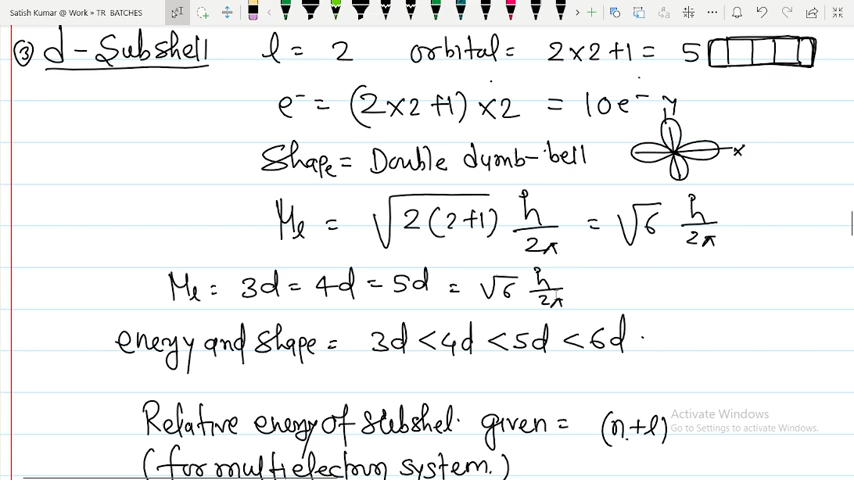 Satish Kumar @ Work » TR BATCHES
③ d-Subshell l = 2 orbital = 2×2+1 = 5
e⁻ = (2×2+1)×2 = 10e⁻
y
x
Shape = Double dumb-bell
μl = √2(2+1) h/2π = √6 h/2π
μl = 3d = 4d = 5d = √6 h/2π
energy and shape = 3d < 4d < 5d < 6d .
Relative energy of subshel. given = (n+l)
(for multielectron system.)
Activate Windows
Go to Settings to activate Windows.